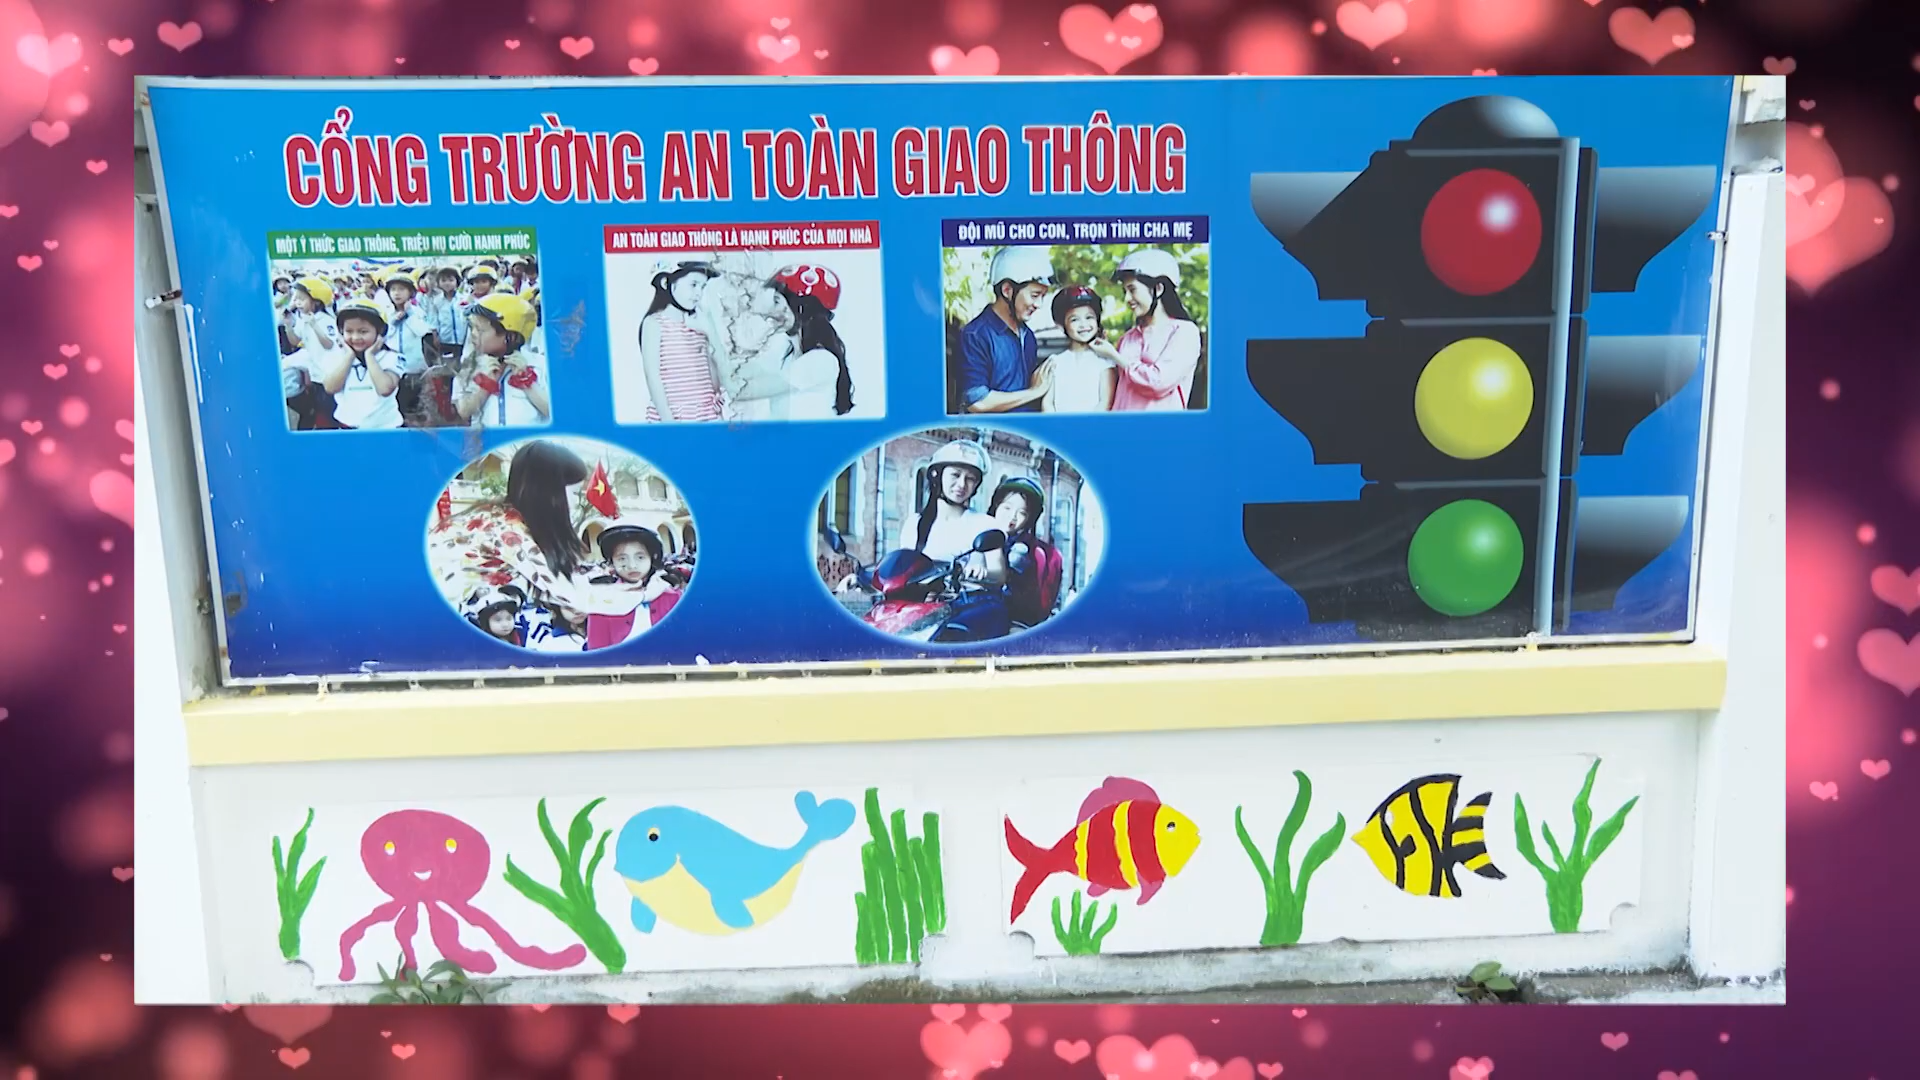 CỔNG TRƯỜNG AN TOÀN GIAO THÔNG
MỘT Ý THỨC GIAO THÔNG, TRIỆU NỤ CƯỜI HẠNH PHÚC
AN TOÀN GIAO THÔNG LÀ HẠNH PHÚC CỦA MỌI NHÀ
ĐỘI MŨ CHO CON, TRỌN TÌNH CHA MẸ